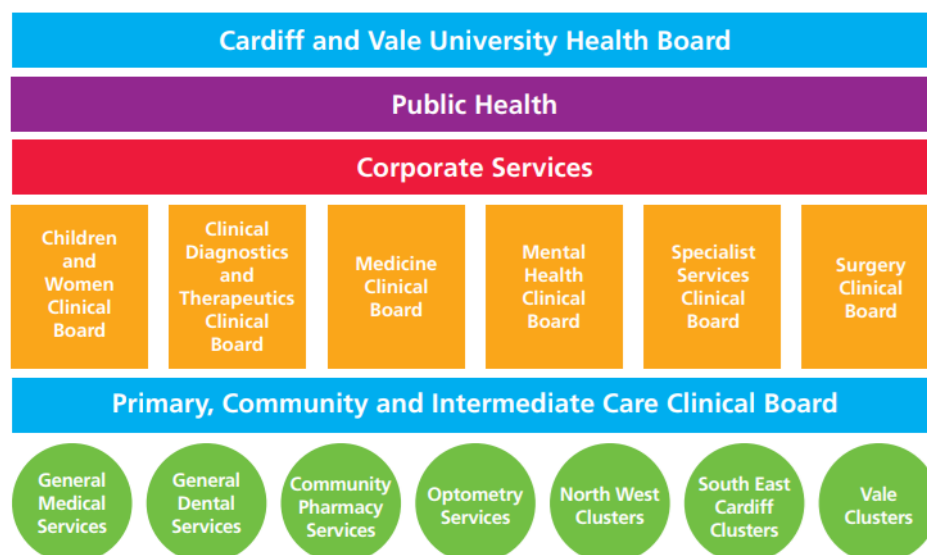 Cardiff and Vale University Health Board
Public Health
Corporate Services
Children
and
Women
Clinical
Board
Clinical
Diagnostics
and
Therapeutics
Clinical
Board
Medicine
Clinical
Board
Mental
Health
Clinical
Board
Specialist
Services
Clinical
Board
Surgery
Clinical
Board
Primary, Community and Intermediate Care Clinical Board
General
Medical
Services
General
Dental
Services
Community
Pharmacy
Services
Optometry
Services
North West
Clusters
South East
Cardiff
Clusters
Vale
Clusters